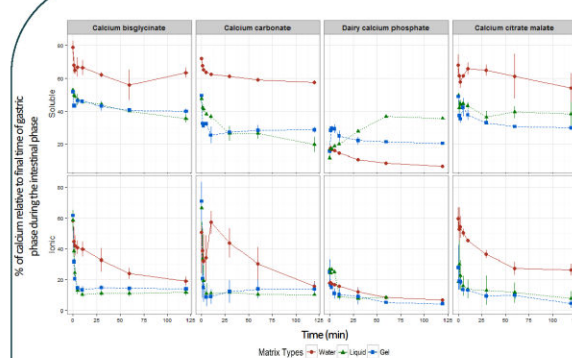 Calcium bisglycinate Calcium carbonate Dairy calcium phosphate Calcium citrate malate
% of calcium relative to final time of gastric
phase during the intestinal phase
Soluble
80
60
40
20
Ionic
80
60
40
20
0
0 30 60 90 120 0 30 60 90 120 0 30 60 90 120 0 30 60 90 120
Time (min)
Matrix Types Water Liquid Gel